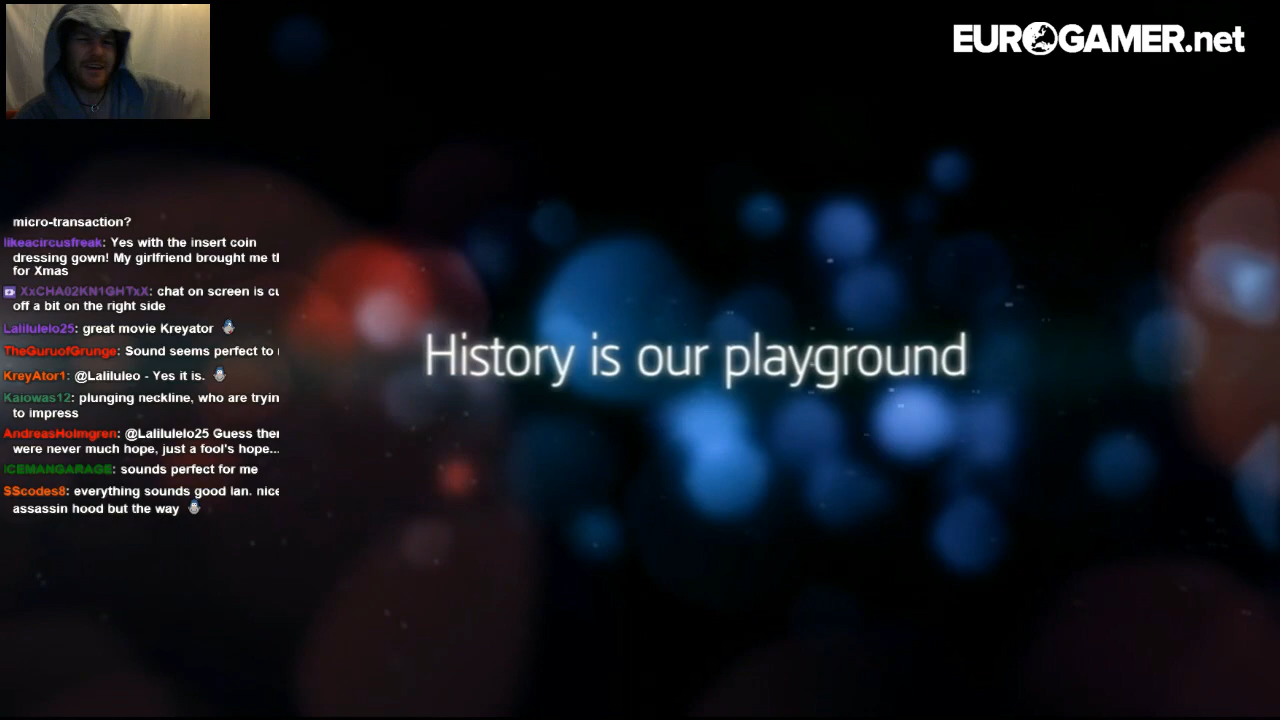 EUROGAMER.net
History is our playground
micro-transaction?
likeacircusfreak: Yes with the insert coin
dressing gown! My girlfriend brought me th
for Xmas
XxCHA02KN1GHTxX: chat on screen is cu
off a bit on the right side
Lalilulelo25: great movie Kreyator
TheGuruofGrunge: Sound seems perfect to
KreyAtor1: @Laliluleo - Yes it is.
Kaiowas12: plunging neckline, who are tryin
to impress
AndreasHolmgren: @Lalilulelo25 Guess ther
were never much hope, just a fool's hope...
ICEMANGARAGE: sounds perfect for me
SScodes8: everything sounds good Ian. nice
assassin hood but the way